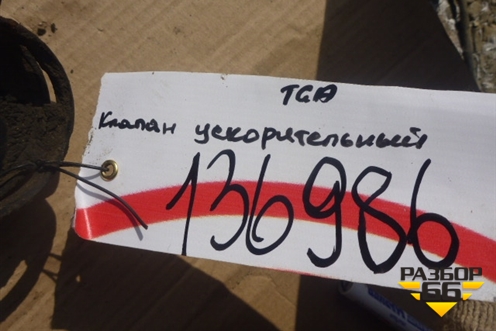 TGA
Клапан ускорительный
136986
РАЗБОР
66